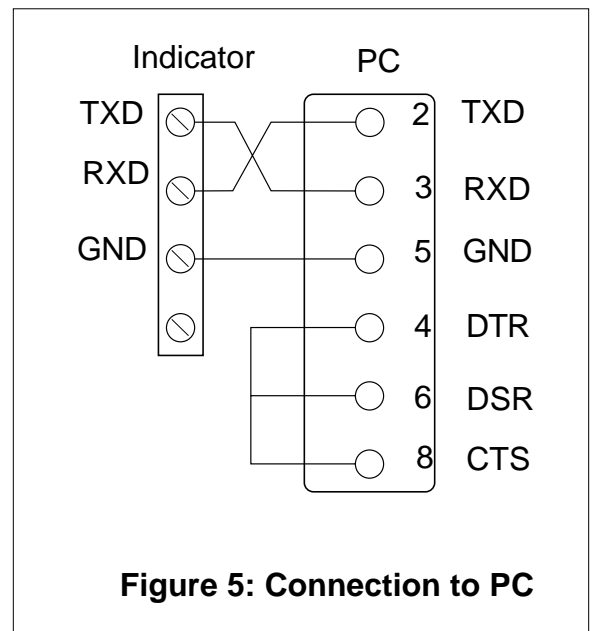 Indicator PC
TXD 2 TXD
RXD 3 RXD
GND 5 GND
4 DTR
6 DSR
8 CTS
Figure 5: Connection to PC